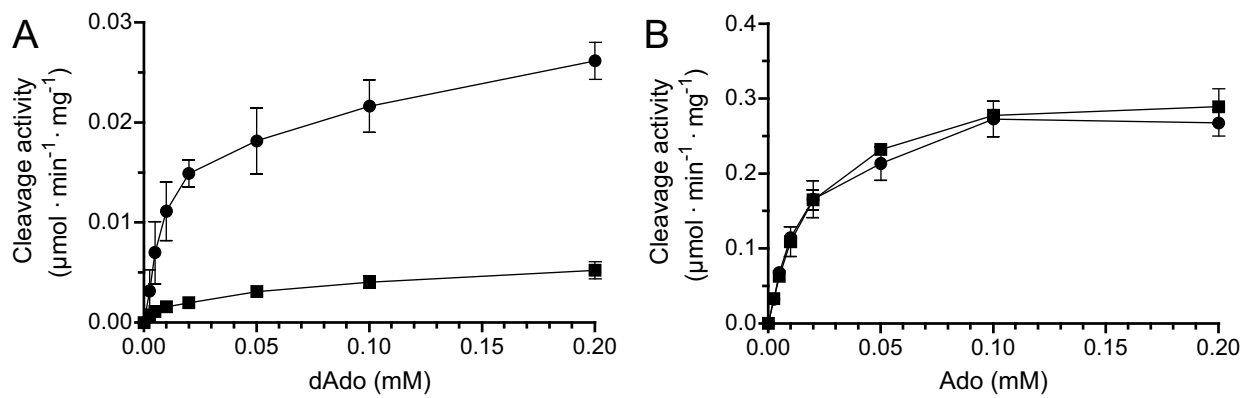 A
Cleavage activity
(µmol · min⁻¹ · mg⁻¹)
0.03
0.02
0.01
0.00
0.00 0.05 0.10 0.15 0.20
dAdo (mM)
B
Cleavage activity
(µmol · min⁻¹ · mg⁻¹)
0.4
0.3
0.2
0.1
0.0
0.00 0.05 0.10 0.15 0.20
Ado (mM)